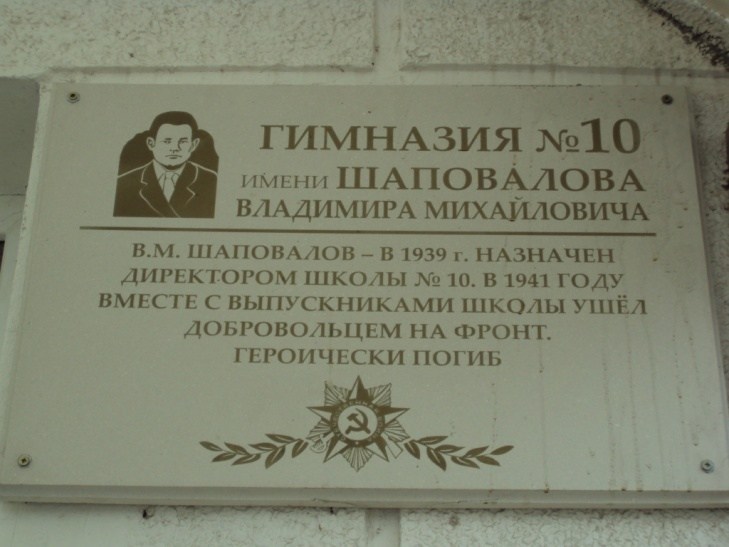 ГИМНАЗИЯ №10
ИМЕНИ ШАПОВАЛОВА
ВЛАДИМИРА МИХАЙЛОВИЧА
В.М. ШАПОВАЛОВ – В 1939 г. НАЗНАЧЕН
ДИРЕКТОРОМ ШКОЛЫ № 10. В 1941 ГОДУ
ВМЕСТЕ С ВЫПУСКНИКАМИ ШКОЛЫ УШЁЛ
ДОБРОВОЛЬЦЕМ НА ФРОНТ.
ГЕРОИЧЕСКИ ПОГИБ